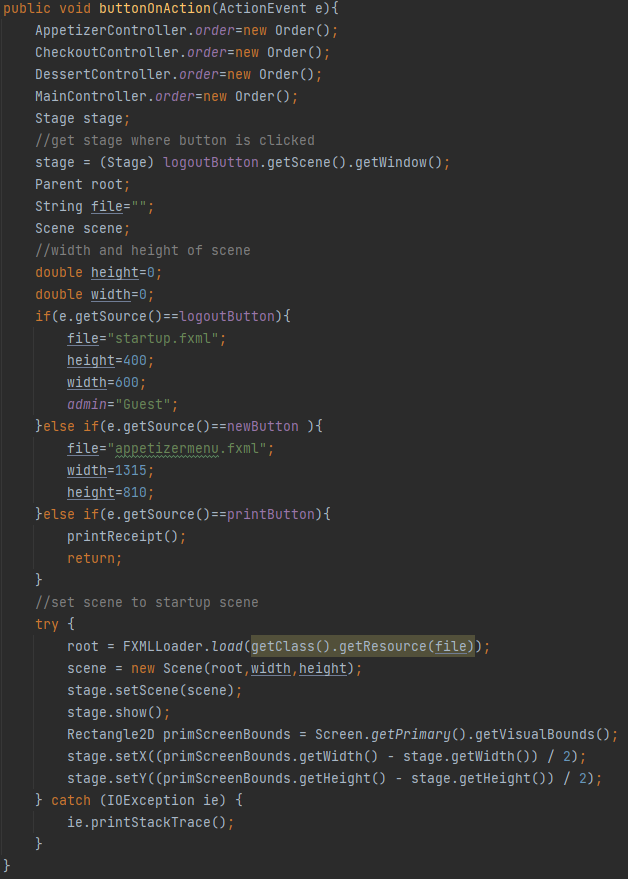 public void buttonOnAction(ActionEvent e){
    AppetizerController.order=new Order();
    CheckoutController.order=new Order();
    DessertController.order=new Order();
    MainController.order=new Order();
    Stage stage;
    //get stage where button is clicked
    stage = (Stage) logoutButton.getScene().getWindow();
    Parent root;
    String file="";
    Scene scene;
    //width and height of scene
    double height=0;
    double width=0;
    if(e.getSource()==logoutButton){
        file="startup.fxml";
        height=400;
        width=600;
        admin="Guest";
    }else if(e.getSource()==newButton ){
        file="appetizermenu.fxml";
        width=1315;
        height=810;
    }else if(e.getSource()==printButton){
        printReceipt();
        return;
    }
    //set scene to startup scene
    try {
        root = FXMLLoader.load(getClass().getResource(file));
        scene = new Scene(root,width,height);
        stage.setScene(scene);
        stage.show();
        Rectangle2D primScreenBounds = Screen.getPrimary().getVisualBounds();
        stage.setX((primScreenBounds.getWidth() - stage.getWidth()) / 2);
        stage.setY((primScreenBounds.getHeight() - stage.getHeight()) / 2);
    } catch (IOException ie) {
        ie.printStackTrace();
    }
}